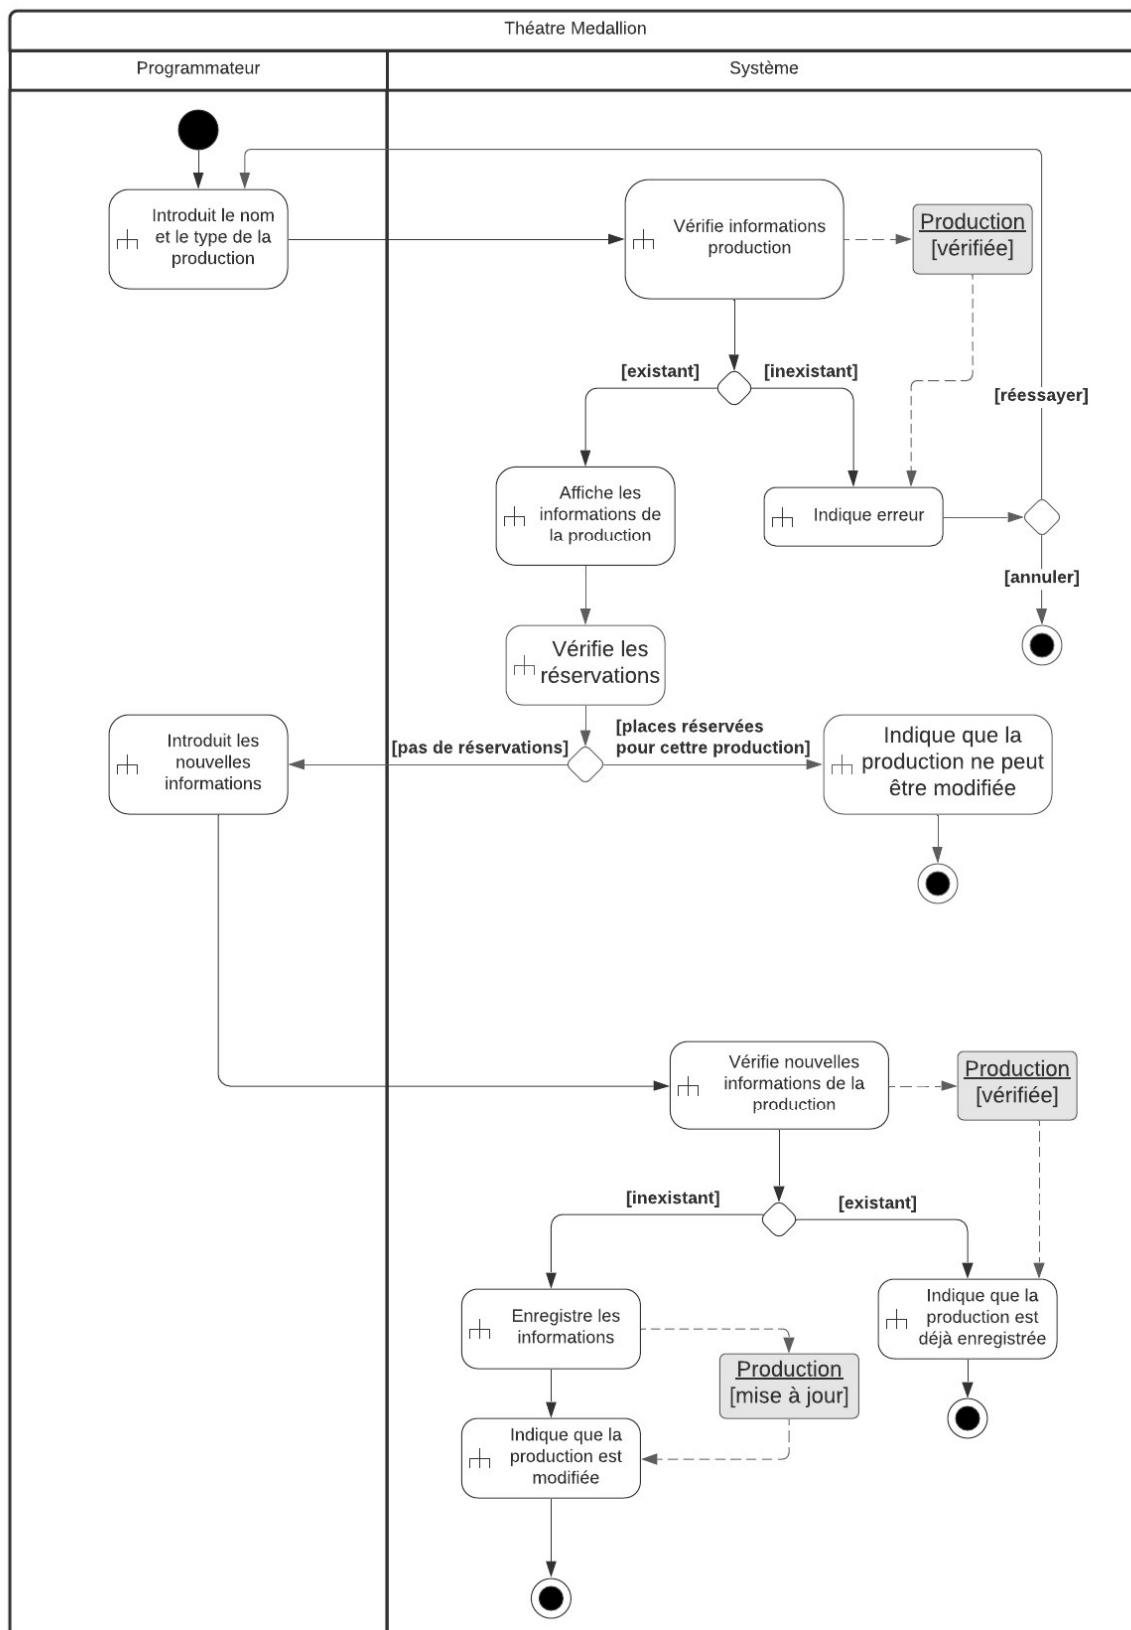 Théatre Medallion
Programmateur
Système
Introduit le nom
et le type de la
production
Vérifie informations
production
Production
[vérifiée]
[existant]
[inexistant]
[réessayer]
Affiche les
informations de
la production
Indique erreur
[annuler]
Vérifie les
réservations
Introduit les
nouvelles
informations
[pas de réservations]
[places réservées
pour cettre production]
Indique que la
production ne peut
être modifiée
Vérifie nouvelles
informations de la
production
Production
[vérifiée]
[inexistant]
[existant]
Enregistre les
informations
Indique que la
production est
déjà enregistrée
Production
[mise à jour]
Indique que la
production est
modifiée